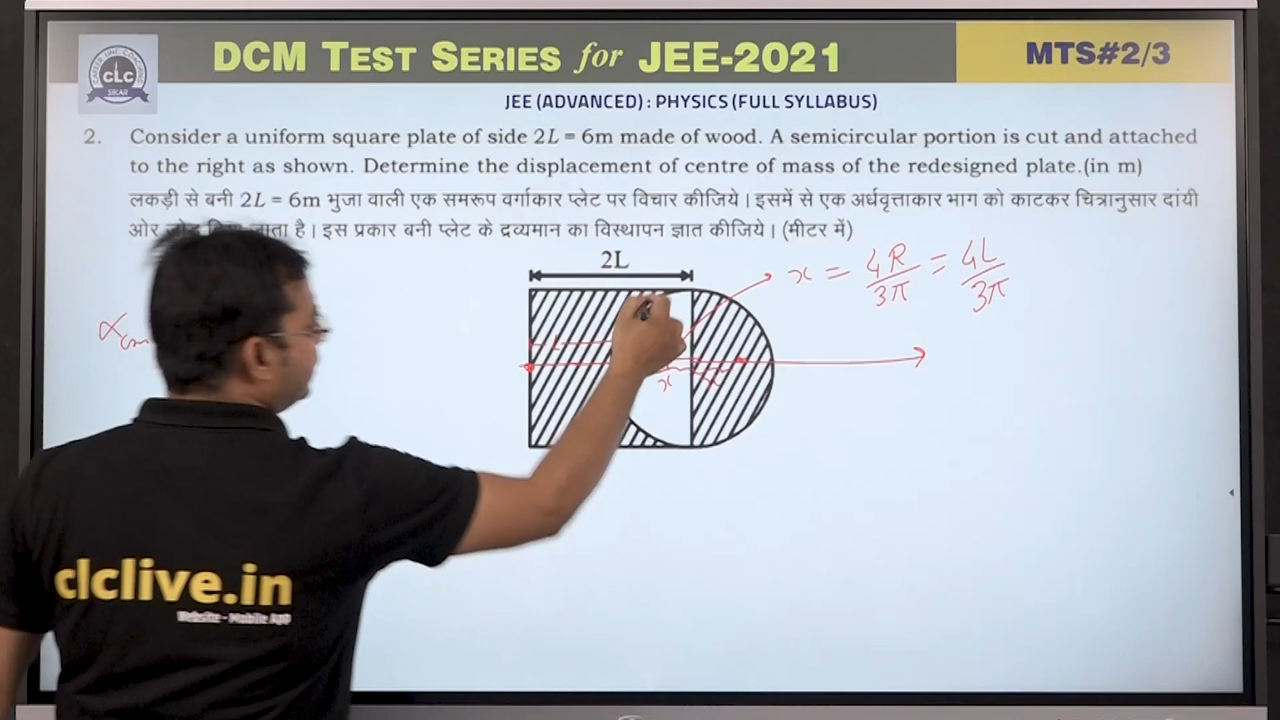 CLC
SIKAR
DCM TEST SERIES for JEE-2021
MTS#2/3
JEE (ADVANCED) : PHYSICS (FULL SYLLABUS)
2. Consider a uniform square plate of side 2L = 6m made of wood. A semicircular portion is cut and attached
to the right as shown. Determine the displacement of centre of mass of the redesigned plate.(in m)
लकड़ी से बनी 2L = 6m भुजा वाली एक समरूप वर्गाकार प्लेट पर विचार कीजिये। इसमें से एक अर्धवृत्ताकार भाग को काटकर चित्रानुसार दांयी
ओर जाता है। इस प्रकार बनी प्लेट के द्रव्यमान का विस्थापन ज्ञात कीजिये। (मीटर में)
2L
x = 4R/3π = 4L/3π
L
x x
clclive.in
Website - Mobile App